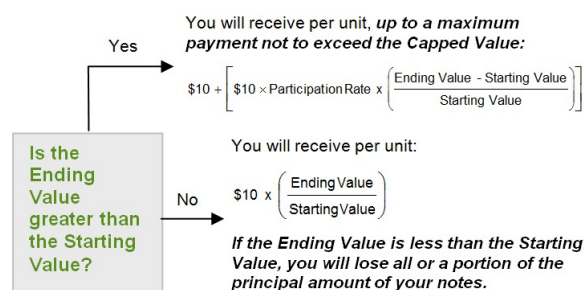 You will receive per unit, up to a maximum
payment not to exceed the Capped Value:
Yes
$10 + [$10 × Participation Rate x (Ending Value - Starting Value / Starting Value)]
Is the
Ending
Value
greater than
the Starting
Value?
You will receive per unit:
No
$10 x (Ending Value / Starting Value)
If the Ending Value is less than the Starting
Value, you will lose all or a portion of the
principal amount of your notes.